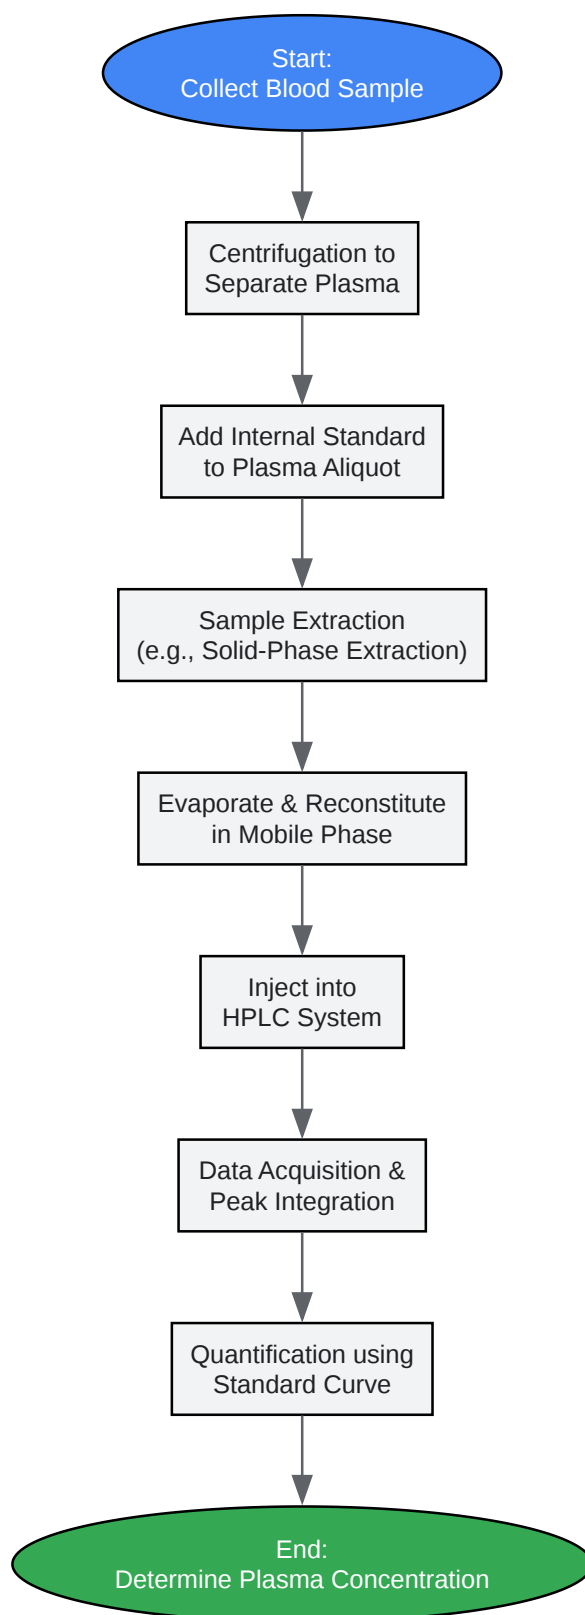 Start:
Collect Blood Sample
Centrifugation to
Separate Plasma
Add Internal Standard
to Plasma Aliquot
Sample Extraction
(e.g., Solid-Phase Extraction)
Evaporate & Reconstitute
in Mobile Phase
Inject into
HPLC System
Data Acquisition &
Peak Integration
Quantification using
Standard Curve
End:
Determine Plasma Concentration